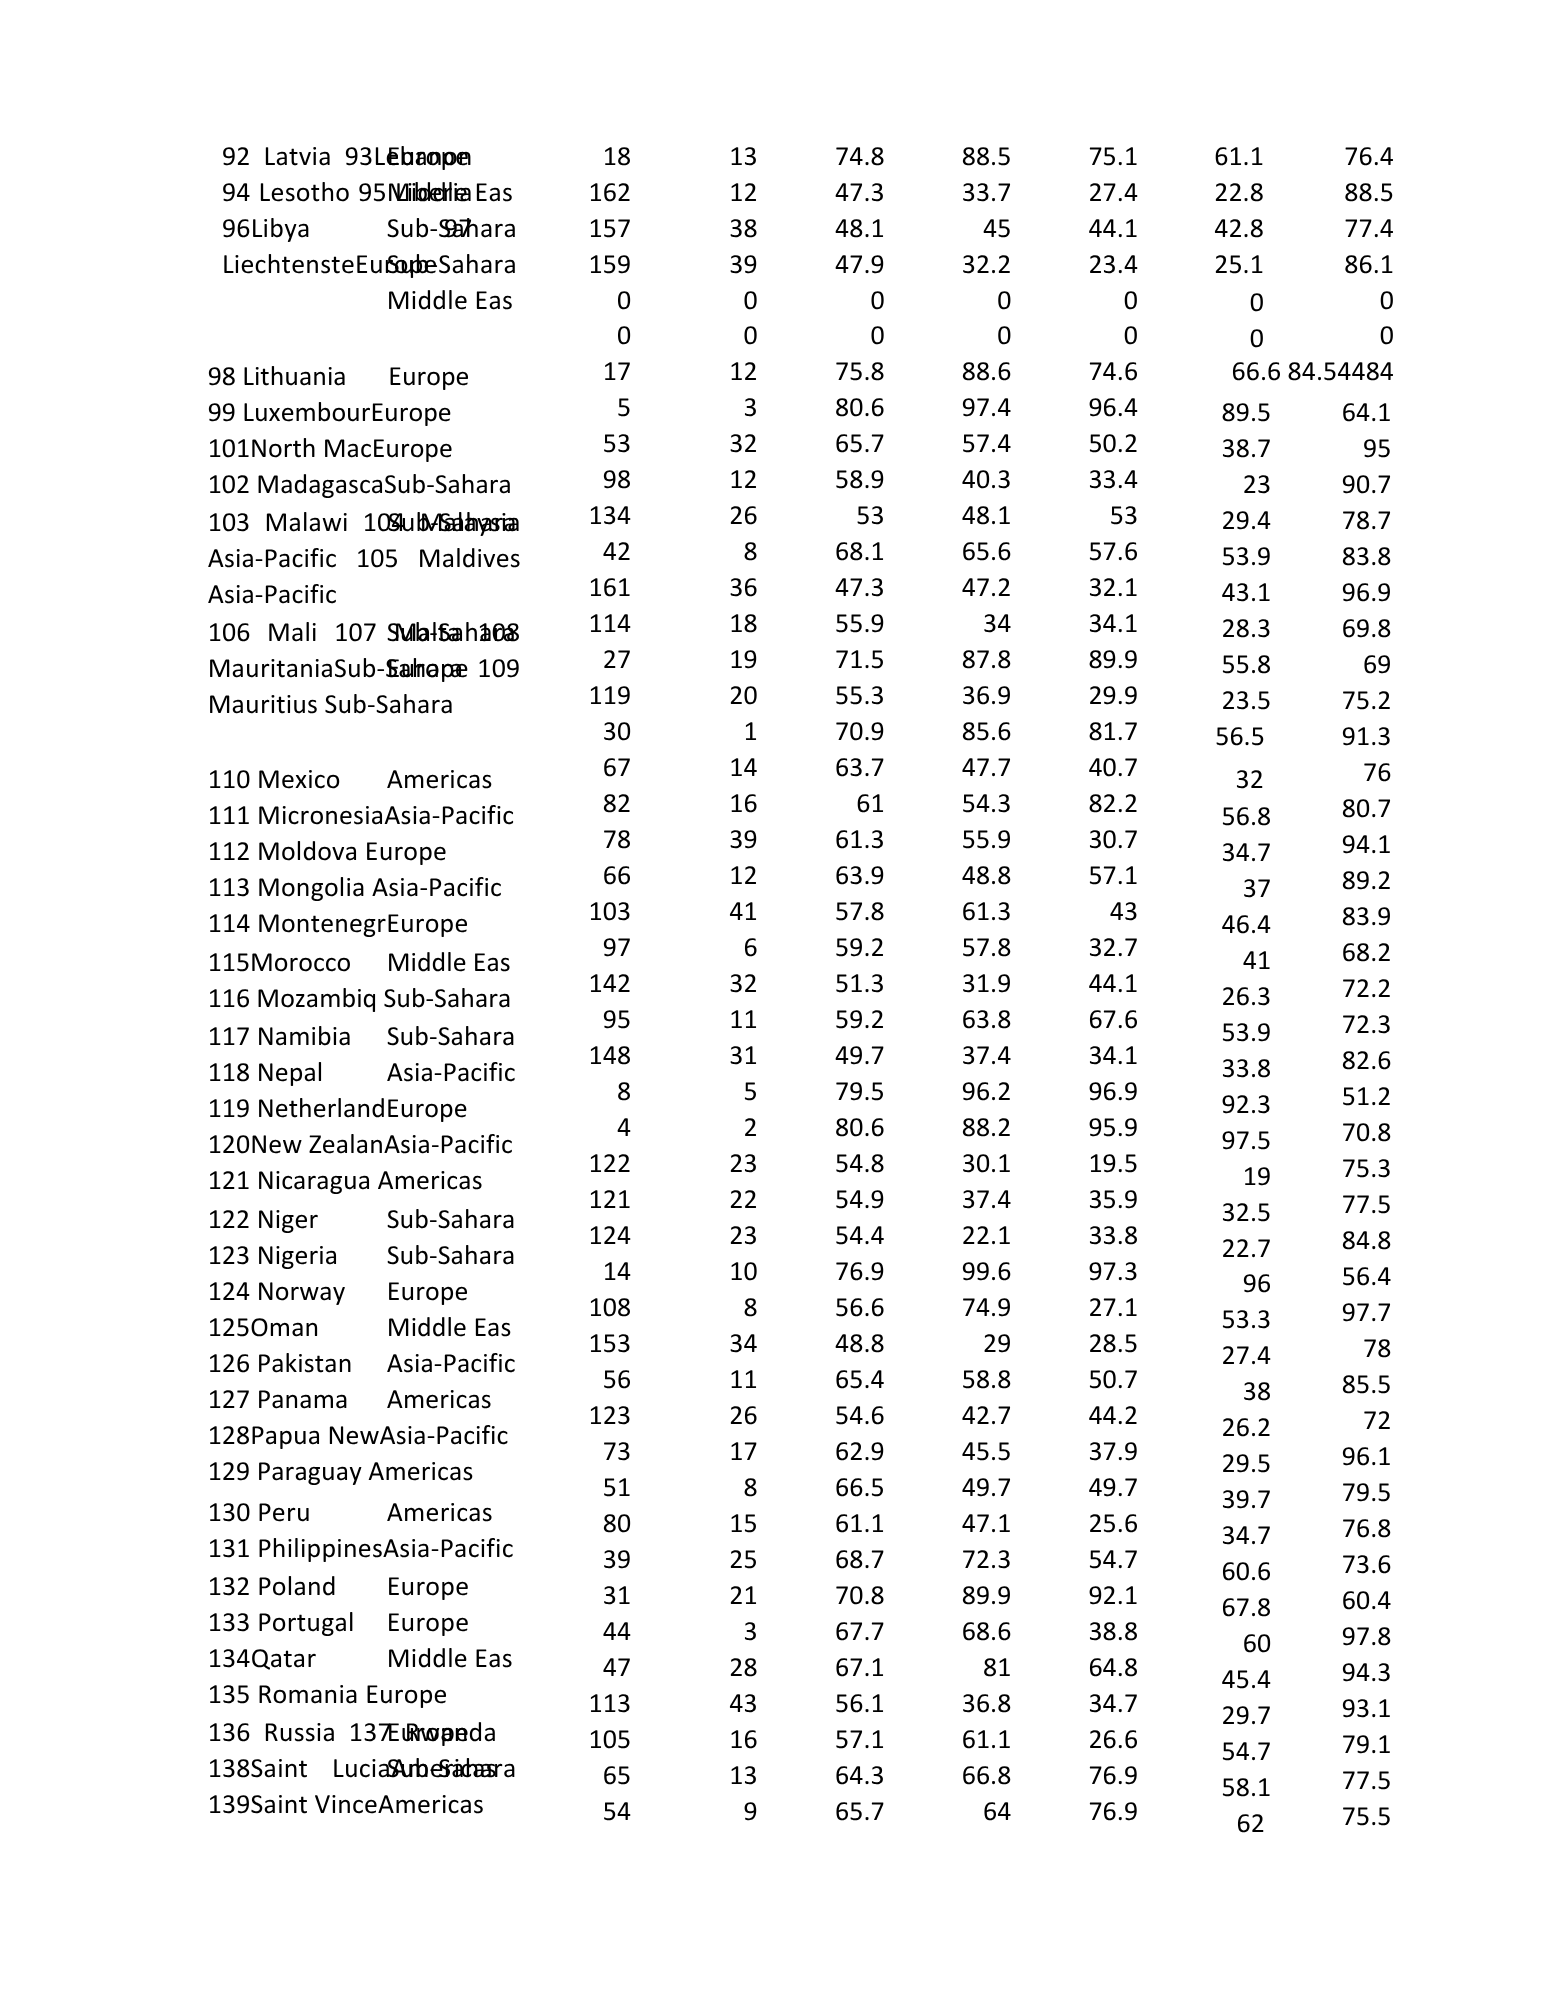 92 Latvia 93Lebanon Europe 18 13 74.8 88.5 75.1 61.1 76.4
94 Lesotho 95 Liberia Middle Eas 162 12 47.3 33.7 27.4 22.8 88.5
96Libya 97 Sub-Sahara 157 38 48.1 45 44.1 42.8 77.4
LiechtensteEurope Sub-Sahara 159 39 47.9 32.2 23.4 25.1 86.1
Middle Eas 0 0 0 0 0 0 0
0 0 0 0 0 0 0
98 Lithuania Europe 17 12 75.8 88.6 74.6 66.6 84.54484
99 LuxembourEurope 5 3 80.6 97.4 96.4 89.5 64.1
101North MacEurope 53 32 65.7 57.4 50.2 38.7 95
102 MadagascaSub-Sahara 98 12 58.9 40.3 33.4 23 90.7
103 Malawi 104 Malaysia Sub-Sahara 134 26 53 48.1 53 29.4 78.7
Asia-Pacific 105 Maldives 42 8 68.1 65.6 57.6 53.9 83.8
Asia-Pacific 161 36 47.3 47.2 32.1 43.1 96.9
106 Mali 107 Malta 108 Sub-Sahara 114 18 55.9 34 34.1 28.3 69.8
MauritaniaSub-Sahara 109 Europe 27 19 71.5 87.8 89.9 55.8 69
Mauritius Sub-Sahara 119 20 55.3 36.9 29.9 23.5 75.2
30 1 70.9 85.6 81.7 56.5 91.3
110 Mexico Americas 67 14 63.7 47.7 40.7 32 76
111 MicronesiaAsia-Pacific 82 16 61 54.3 82.2 56.8 80.7
112 Moldova Europe 78 39 61.3 55.9 30.7 34.7 94.1
113 Mongolia Asia-Pacific 66 12 63.9 48.8 57.1 37 89.2
114 MontenegrEurope 103 41 57.8 61.3 43 46.4 83.9
115Morocco Middle Eas 97 6 59.2 57.8 32.7 41 68.2
116 Mozambiq Sub-Sahara 142 32 51.3 31.9 44.1 26.3 72.2
117 Namibia Sub-Sahara 95 11 59.2 63.8 67.6 53.9 72.3
118 Nepal Asia-Pacific 148 31 49.7 37.4 34.1 33.8 82.6
119 NetherlandEurope 8 5 79.5 96.2 96.9 92.3 51.2
120New ZealanAsia-Pacific 4 2 80.6 88.2 95.9 97.5 70.8
121 Nicaragua Americas 122 23 54.8 30.1 19.5 19 75.3
122 Niger Sub-Sahara 121 22 54.9 37.4 35.9 32.5 77.5
123 Nigeria Sub-Sahara 124 23 54.4 22.1 33.8 22.7 84.8
124 Norway Europe 14 10 76.9 99.6 97.3 96 56.4
125Oman Middle Eas 108 8 56.6 74.9 27.1 53.3 97.7
126 Pakistan Asia-Pacific 153 34 48.8 29 28.5 27.4 78
127 Panama Americas 56 11 65.4 58.8 50.7 38 85.5
128Papua NewAsia-Pacific 123 26 54.6 42.7 44.2 26.2 72
129 Paraguay Americas 73 17 62.9 45.5 37.9 29.5 96.1
130 Peru Americas 51 8 66.5 49.7 49.7 39.7 79.5
131 PhilippinesAsia-Pacific 80 15 61.1 47.1 25.6 34.7 76.8
132 Poland Europe 39 25 68.7 72.3 54.7 60.6 73.6
133 Portugal Europe 31 21 70.8 89.9 92.1 67.8 60.4
134Qatar Middle Eas 44 3 67.7 68.6 38.8 60 97.8
135 Romania Europe 47 28 67.1 81 64.8 45.4 94.3
136 Russia 137 Rwanda Europe 113 43 56.1 36.8 34.7 29.7 93.1
138Saint LuciaAmericas Sub-Sahara 105 16 57.1 61.1 26.6 54.7 79.1
139Saint VinceAmericas 65 13 64.3 66.8 76.9 58.1 77.5
54 9 65.7 64 76.9 62 75.5